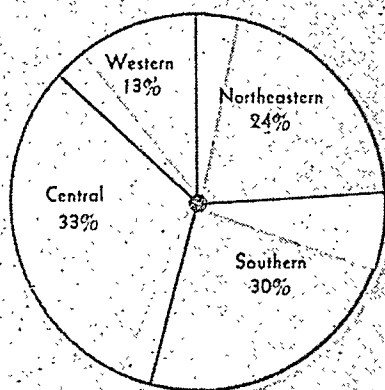 Western
13%
Northeastern
24%
Central
33%
Southern
30%